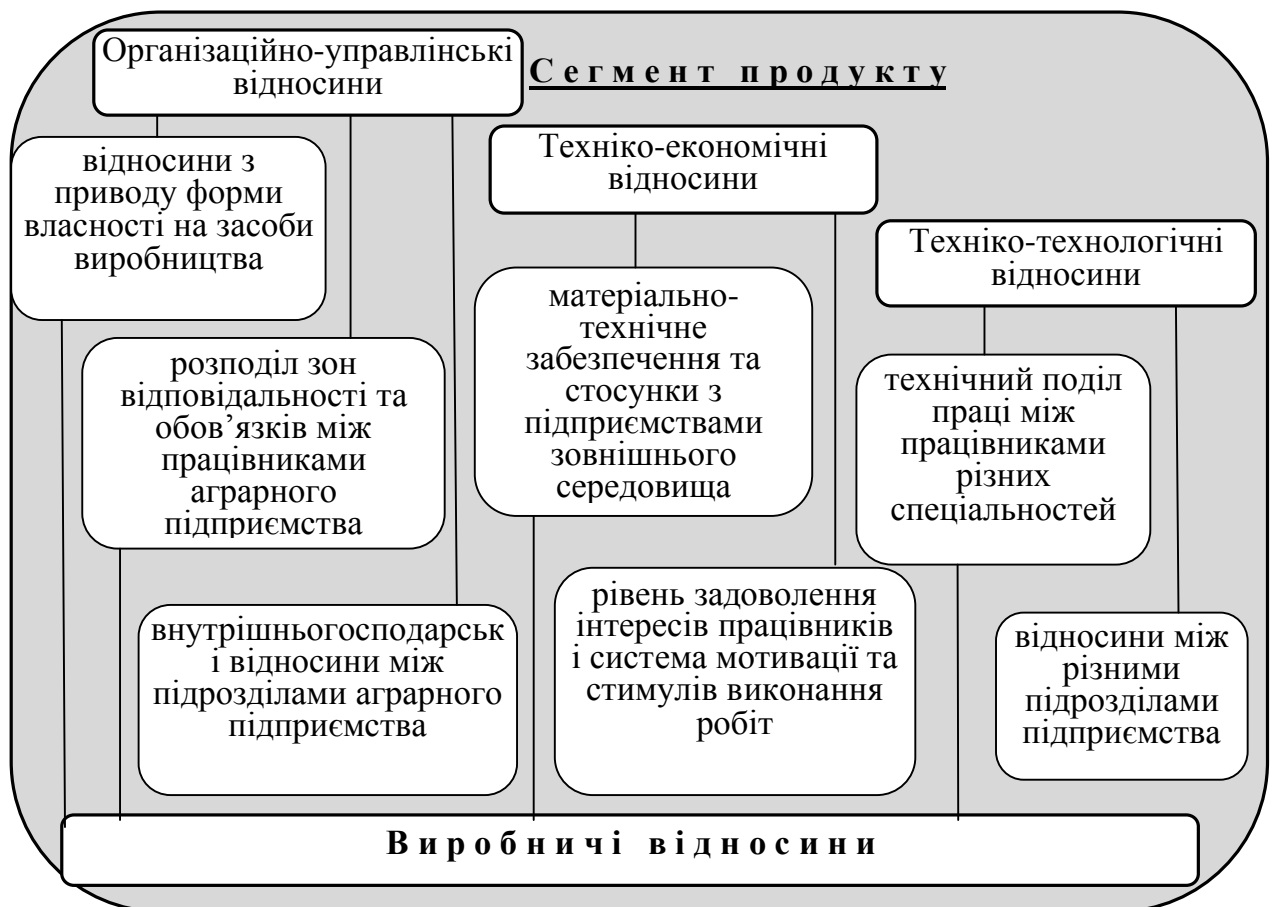 Організаційно-управлінські
відносини
Сегмент продукту
відносини з
приводу форми
власності на засоби
виробництва
Техніко-економічні
відносини
Техніко-технологічні
відносини
матеріально-
технічне
забезпечення та
стосунки з
підприємствами
зовнішнього
середовища
розподіл зон
відповідальності та
обов’язків між
працівниками
аграрного
підприємства
технічний поділ
праці між
працівниками
різних
спеціальностей
внутрішньогосподарськ
і відносини між
підрозділами аграрного
підприємства
рівень задоволення
інтересів працівників
і система мотивації та
стимулів виконання
робіт
відносини між
різними
підрозділами
підприємства
Виробничі відносини